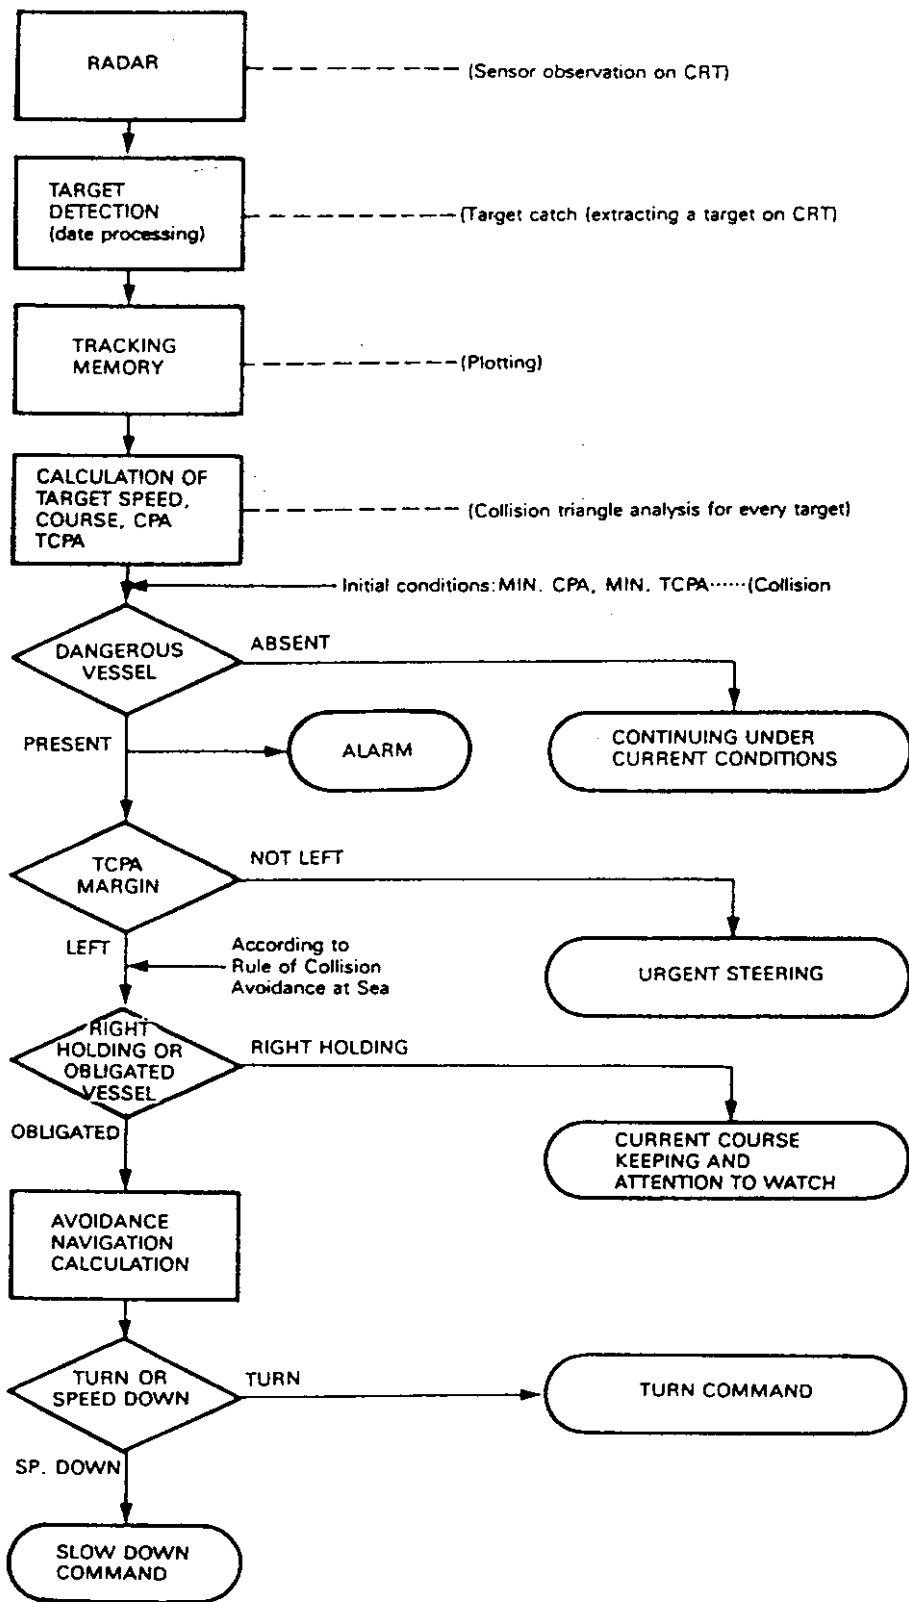 RADAR
(Sensor observation on CRT)
TARGET
DETECTION
(date processing)
(Target catch (extracting a target on CRT)
TRACKING
MEMORY
(Plotting)
CALCULATION OF
TARGET SPEED,
COURSE, CPA
TCPA
(Collision triangle analysis for every target)
Initial conditions: MIN. CPA, MIN. TCPA······(Collision
DANGEROUS
VESSEL
ABSENT
PRESENT
ALARM
CONTINUING UNDER
CURRENT CONDITIONS
TCPA
MARGIN
NOT LEFT
LEFT
According to
Rule of Collision
Avoidance at Sea
URGENT STEERING
RIGHT
HOLDING OR
OBLIGATED
VESSEL
RIGHT HOLDING
OBLIGATED
CURRENT COURSE
KEEPING AND
ATTENTION TO WATCH
AVOIDANCE
NAVIGATION
CALCULATION
TURN OR
SPEED DOWN
TURN
TURN COMMAND
SP. DOWN
SLOW DOWN
COMMAND